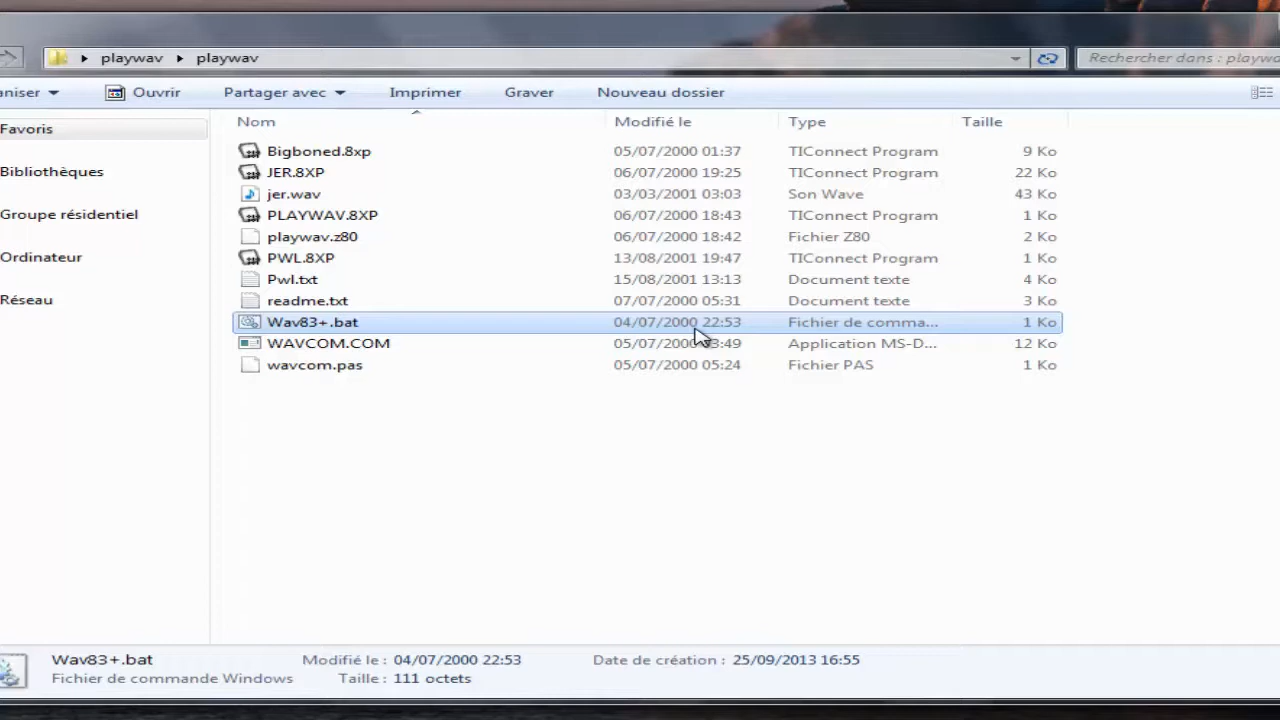 playwav playwav Rechercher dans : playwa
aniser Ouvrir Partager avec Imprimer Graver Nouveau dossier
Nom Modifié le Type Taille
Favoris
Bibliothèques
Groupe résidentiel
Ordinateur
Réseau
Bigboned.8xp 05/07/2000 01:37 TIConnect Program 9 Ko
JER.8XP 06/07/2000 19:25 TIConnect Program 22 Ko
jer.wav 03/03/2001 03:03 Son Wave 43 Ko
PLAYWAV.8XP 06/07/2000 18:43 TIConnect Program 1 Ko
playwav.z80 06/07/2000 18:42 Fichier Z80 2 Ko
PWL.8XP 13/08/2001 19:47 TIConnect Program 1 Ko
Pwl.txt 15/08/2001 13:13 Document texte 4 Ko
readme.txt 07/07/2000 05:31 Document texte 3 Ko
Wav83+.bat 04/07/2000 22:53 Fichier de comma... 1 Ko
WAVCOM.COM 05/07/2000 Application MS-D... 12 Ko
wavcom.pas 05/07/2000 05:24 Fichier PAS 1 Ko
Wav83+.bat Modifié le : 04/07/2000 22:53 Date de création : 25/09/2013 16:55
Fichier de commande Windows Taille : 111 octets